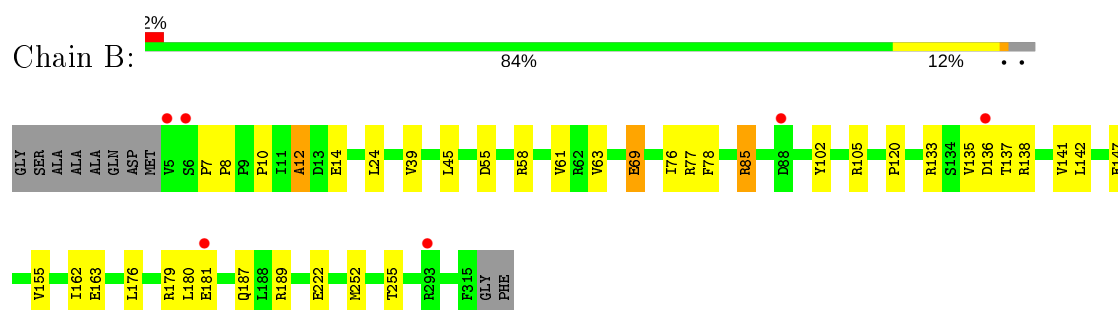 2%
Chain B:
84% 12% • •
GLY SER ALA ALA ALA GLN ASP MET V5 S6 P7 P8 P9 P10 I11 A12 D13 E14 L24 V39 L45 D55 R58 V61 R62 V63 E69 I76 R77 F78 R85 D88 Y102 R105 P120 R133 S134 V135 D136 T137 R138 V141 L142
V155 I162 E163 L176 R179 L180 E181 Q187 L188 R189 E222 M252 T255 R293 F315 GLY PHE